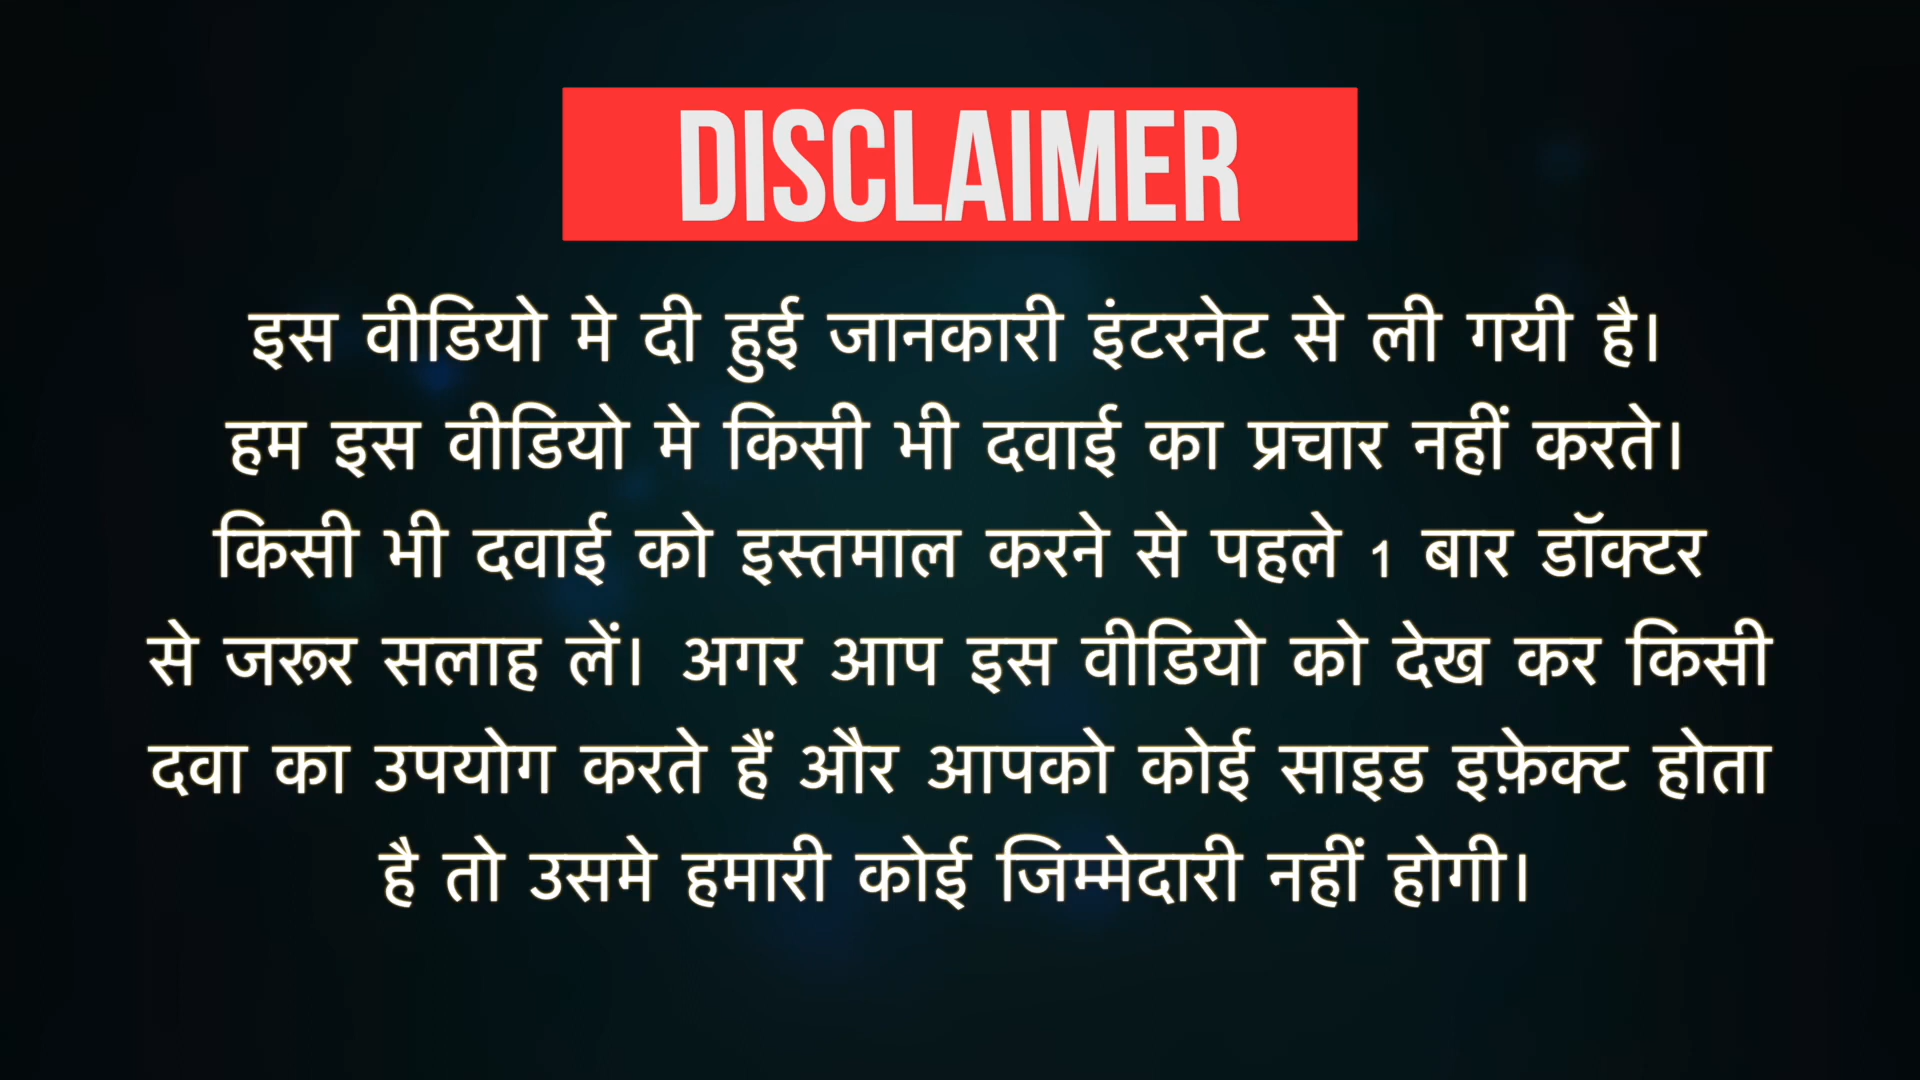 DISCLAIMER
इस वीडियो मे दी हुई जानकारी इंटरनेट से ली गयी है।
हम इस वीडियो मे किसी भी दवाई का प्रचार नहीं करते।
किसी भी दवाई को इस्तमाल करने से पहले 1 बार डॉक्टर
से जरूर सलाह लें। अगर आप इस वीडियो को देख कर किसी
दवा का उपयोग करते हैं और आपको कोई साइड इफ़ेक्ट होता
है तो उसमे हमारी कोई जिम्मेदारी नहीं होगी।